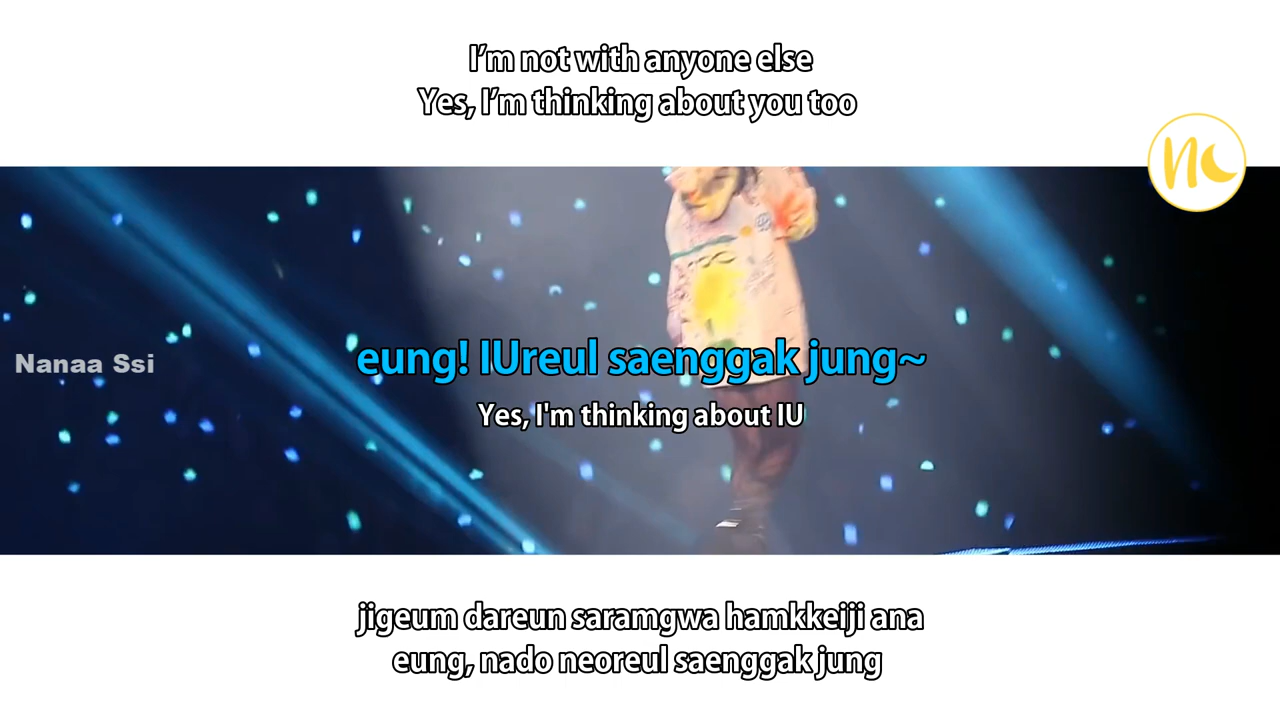 I'm not with anyone else
Yes, I'm thinking about you too
nc
Nanaa Ssi
eung! IUreul saenggak jung~
Yes, I'm thinking about IU
jigeum dareun saramgwa hamkkeiji ana
eung, nado neoreul saenggak jung